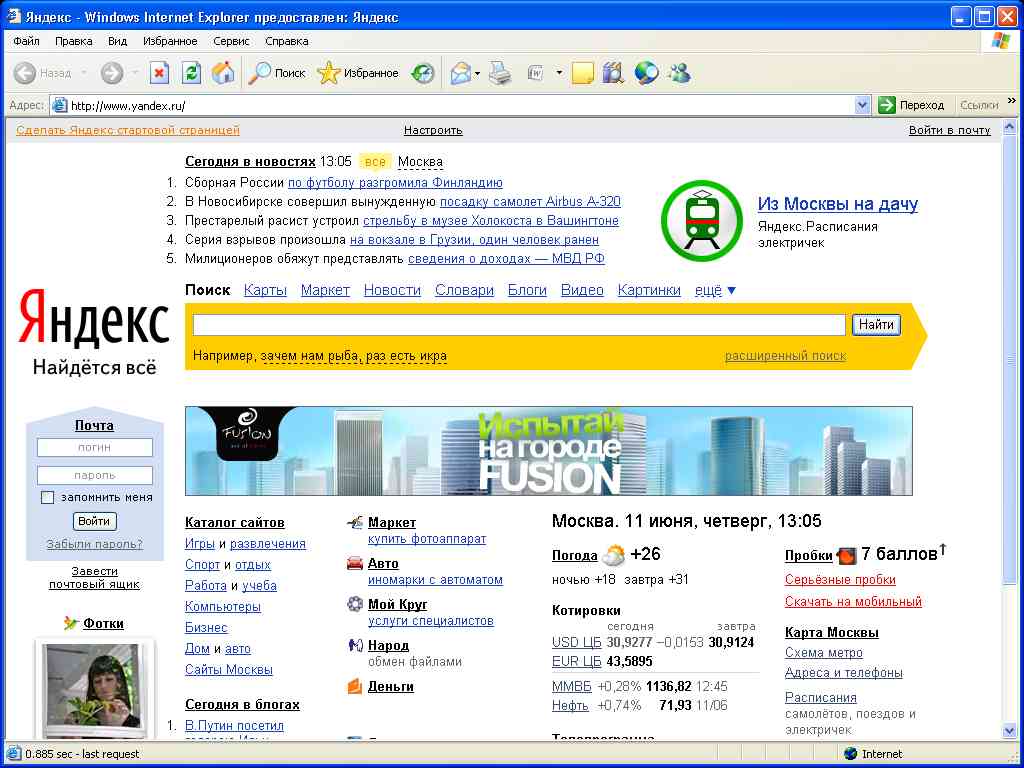 Яндекс - Windows Internet Explorer предоставлен: Яндекс
Файл Правка Вид Избранное Сервис Справка
Назад Поиск Избранное
Адрес: http://www.yandex.ru/ Переход Ссылки »
Сделать Яндекс стартовой страницей Настроить Войти в почту
Сегодня в новостях 13:05 все Москва
1. Сборная России по футболу разгромила Финляндию
2. В Новосибирске совершил вынужденную посадку самолет Airbus A-320
3. Престарелый расист устроил стрельбу в музее Холокоста в Вашингтоне
4. Серия взрывов произошла на вокзале в Грузии, один человек ранен
5. Милиционеров обяжут представлять сведения о доходах — МВД РФ
Из Москвы на дачу
Яндекс.Расписания
электричек
Поиск Карты Маркет Новости Словари Блоги Видео Картинки ещё ▼
Яндекс
Найдётся всё
Найти
Например, зачем нам рыба, раз есть икра расширенный поиск
FUSION
Испытай
на городе
FUSION
Почта
логин
пароль
запомнить меня
Войти
Забыли пароль?
Завести
почтовый ящик
Фотки
Каталог сайтов
Игры и развлечения
Спорт и отдых
Работа и учеба
Компьютеры
Бизнес
Дом и авто
Сайты Москвы
Сегодня в блогах
1. В.Путин посетил
Маркет
купить фотоаппарат
Авто
иномарки с автоматом
Мой Круг
услуги специалистов
Народ
обмен файлами
Деньги
Москва. 11 июня, четверг, 13:05
Погода +26
ночью +18 завтра +31
Котировки
сегодня завтра
USD ЦБ 30,9277 −0,0153 30,9124
EUR ЦБ 43,5895
ММВБ +0,28% 1136,82 12:45
Нефть +0,74% 71,93 11/06
Телепрограмма
Пробки 7 баллов↑
Серьёзные пробки
Скачать на мобильный
Карта Москвы
Схема метро
Адреса и телефоны
Расписания
самолётов, поездов и
электричек
0.885 sec - last request Internet